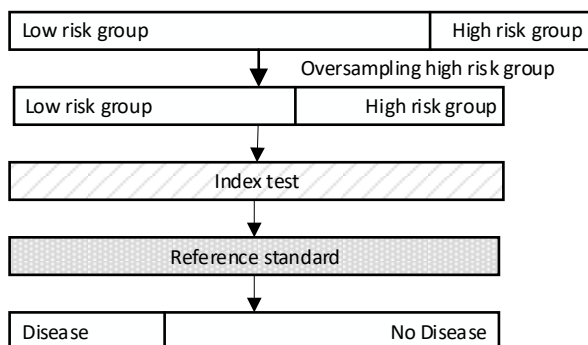 Low risk group High risk group
Oversampling high risk group
Low risk group High risk group
Index test
Reference standard
Disease No Disease